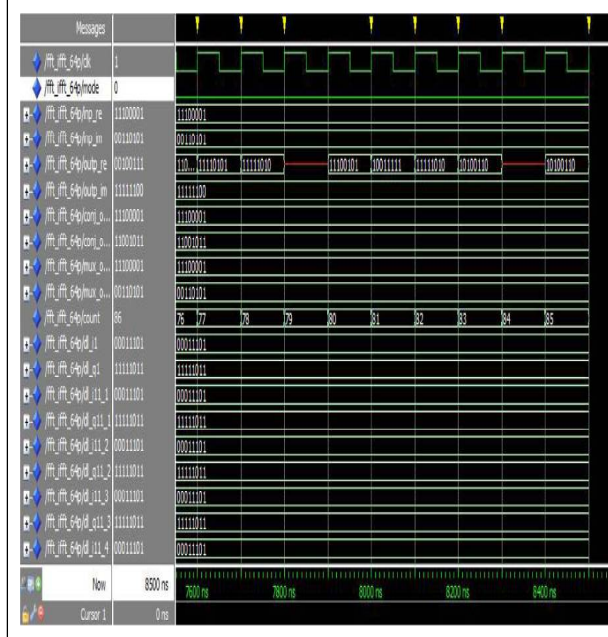 Messages
/fft_ifft_64p/clk 1
/fft_ifft_64p/mode 0
/fft_ifft_64p/inp_re 11100001 11100001
/fft_ifft_64p/inp_im 00110101 00110101
/fft_ifft_64p/outp_re 00100111 110... 11110101 11111010 11100101 10011111 11111010 10100110 10100110
/fft_ifft_64p/outp_im 11111100 11111100
/fft_ifft_64p/conj_o... 11100001 11100001
/fft_ifft_64p/conj_o... 11001011 11001011
/fft_ifft_64p/mux_o... 11100001 11100001
/fft_ifft_64p/mux_o... 00110101 00110101
/fft_ifft_64p/count 86 76 77 78 79 80 81 82 83 84 85
/fft_ifft_64p/dl_i1 00011101 00011101
/fft_ifft_64p/dl_q1 11111011 11111011
/fft_ifft_64p/dl_i11_1 00011101 00011101
/fft_ifft_64p/dl_q11_1 11111011 11111011
/fft_ifft_64p/dl_i11_2 00011101 00011101
/fft_ifft_64p/dl_q11_2 11111011 11111011
/fft_ifft_64p/dl_i11_3 00011101 00011101
/fft_ifft_64p/dl_q11_3 11111011 11111011
/fft_ifft_64p/dl_i11_4 00011101 00011101
Now 8500 ns 7600 ns 7800 ns 8000 ns 8200 ns 8400 ns
Cursor 1 0 ns